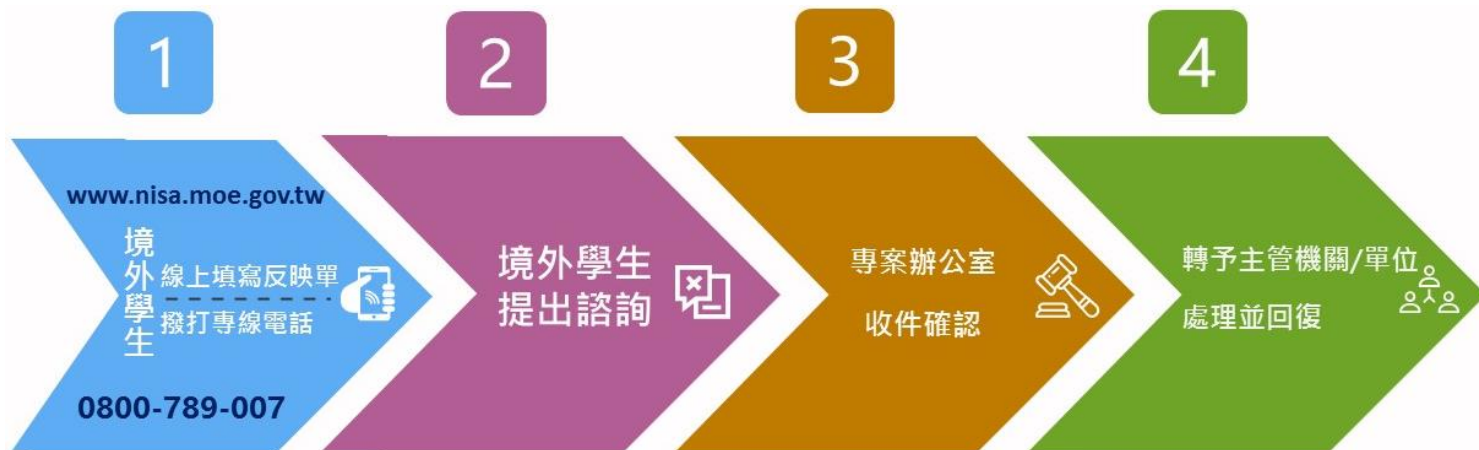 1
www.nisa.moe.gov.tw
境外學生
線上填寫反映單
撥打專線電話
0800-789-007
2
境外學生
提出諮詢
3
專案辦公室
收件確認
4
轉予主管機關/單位
處理並回復